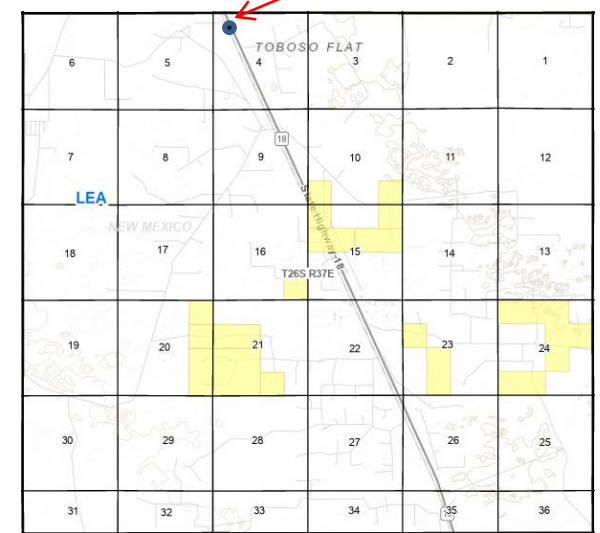 TOBOSO FLAT
6 5 4 3 2 1
18
7 8 9 10 11 12
LEA
State Highway 18
NEW MEXICO
18 17 16 15 14 13
T26S R37E
19 20 21 22 23 24
30 29 28 27 26 25
31 32 33 34 35 36
18